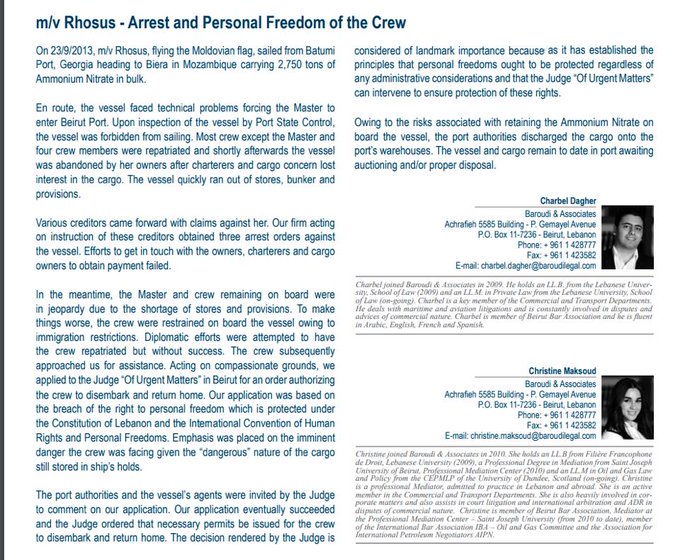 m/v Rhosus - Arrest and Personal Freedom of the Crew
On 23/9/2013, m/v Rhosus, flying the Moldovian flag, sailed from Batumi
Port, Georgia heading to Biera in Mozambique carrying 2,750 tons of
Ammonium Nitrate in bulk.
En route, the vessel faced technical problems forcing the Master to
enter Beirut Port. Upon inspection of the vessel by Port State Control,
the vessel was forbidden from sailing. Most crew except the Master and
four crew members were repatriated and shortly afterwards the vessel
was abandoned by her owners after charterers and cargo concern lost
interest in the cargo. The vessel quickly ran out of stores, bunker and
provisions.
Various creditors came forward with claims against her. Our firm acting
on instruction of these creditors obtained three arrest orders against
the vessel. Efforts to get in touch with the owners, charterers and cargo
owners to obtain payment failed.
In the meantime, the Master and crew remaining on board were
in jeopardy due to the shortage of stores and provisions. To make
things worse, the crew were restrained on board the vessel owing to
immigration restrictions. Diplomatic efforts were attempted to have
the crew repatriated but without success. The crew subsequently
approached us for assistance. Acting on compassionate grounds, we
applied to the Judge “Of Urgent Matters” in Beirut for an order authorizing
the crew to disembark and return home. Our application was based on
the breach of the right to personal freedom which is protected under
the Constitution of Lebanon and the International Convention of Human
Rights and Personal Freedoms. Emphasis was placed on the imminent
danger the crew was facing given the “dangerous” nature of the cargo
still stored in ship’s holds.
The port authorities and the vessel’s agents were invited by the Judge
to comment on our application. Our application eventually succeeded
and the Judge ordered that necessary permits be issued for the crew
to disembark and return home. The decision rendered by the Judge is
considered of landmark importance because as it has established the
principles that personal freedoms ought to be protected regardless of
any administrative considerations and that the Judge “Of Urgent Matters”
can intervene to ensure protection of these rights.
Owing to the risks associated with retaining the Ammonium Nitrate on
board the vessel, the port authorities discharged the cargo onto the
port’s warehouses. The vessel and cargo remain to date in port awaiting
auctioning and/or proper disposal.
Charbel Dagher
Baroudi & Associates
Achrafieh 5585 Building - P. Gemayel Avenue
P.O. Box 11-7236 - Beirut, Lebanon
Phone: + 961 1 428777
Fax: + 961 1 423582
E-mail: charbel.dagher@baroudilegal.com
Charbel joined Baroudi & Associates in 2009. He holds an LL.B. from the Lebanese Univer-
sity, School of Law (2009) and an LL.M. in Private Law from the Lebanese University, School
of Law (on-going). Charbel is a key member of the Commercial and Transport Departments.
He deals with maritime and aviation litigations and is constantly involved in disputes and
advices of commercial nature. Charbel is member of Beirut Bar Association and he is fluent
in Arabic, English, French and Spanish.
Christine Maksoud
Baroudi & Associates
Achrafieh 5585 Building - P. Gemayel Avenue
P.O. Box 11-7236 - Beirut, Lebanon
Phone: + 961 1 428777
Fax: + 961 1 423582
E-mail: christine.maksoud@baroudilegal.com
Christine joined Baroudi & Associates in 2010. She holds an LL.B from Filière Francophone
de Droit, Lebanese University (2009), a Professional Degree in Mediation from Saint Joseph
University of Beirut, Professional Mediation Center (2010) and an LL.M in Oil and Gas Law
and Policy from the CEPMLP of the University of Dundee, Scotland (on-going). Christine
is a professional Mediator, admitted to practice in Lebanon and abroad. She is an active
member in the Commercial and Transport Departments. She is also heavily involved in cor-
porate matters and also assists in court litigation and international arbitration and ADR in
disputes of commercial nature. Christine is member of Beirut Bar Association, Mediator at
the Professional Mediation Center – Saint Joseph University (from 2010 to date), member
of the International Bar Association IBA – Oil and Gas Committee and the Association for
International Petroleum Negotiators AIPN.